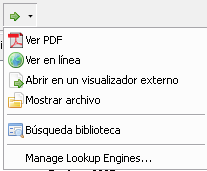 Ver PDF
Ver en línea
Abrir en un visualizador externo
Mostrar archivo
Búsqueda biblioteca
Manage Lookup Engines...